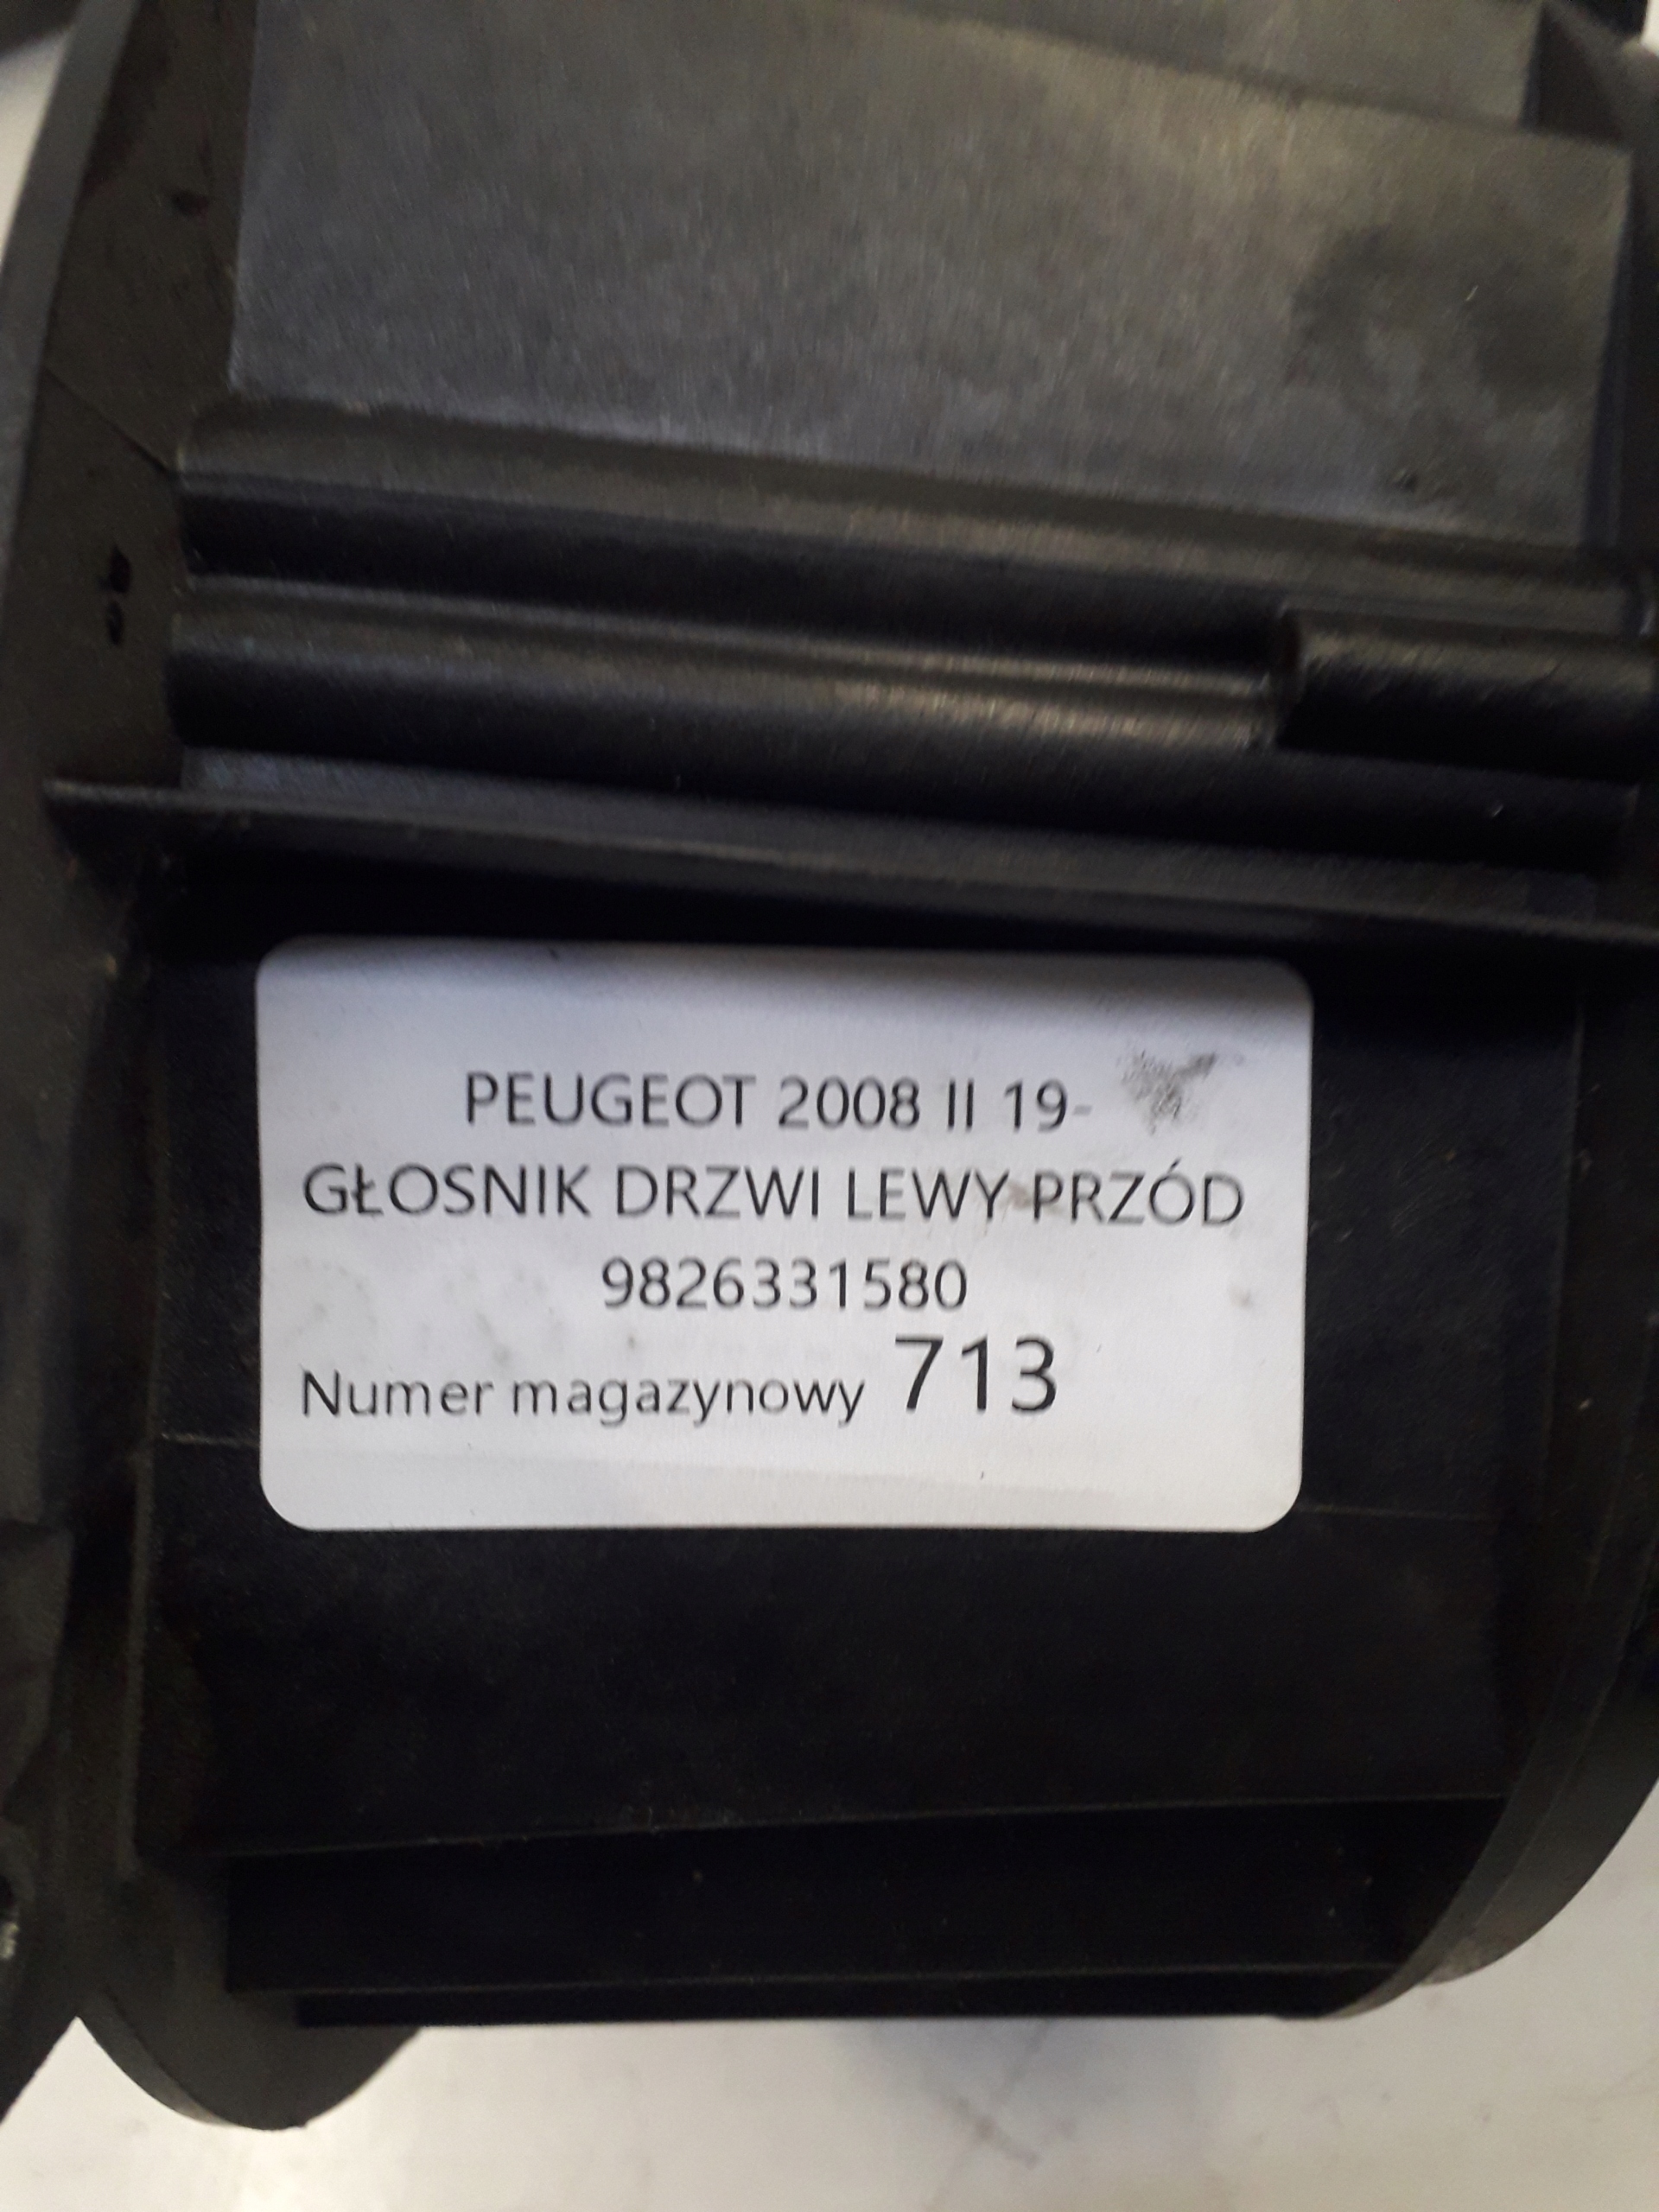 PEUGEOT 2008 II 19-
GŁOSNIK DRZWI LEWY PRZÓD
9826331580
Numer magazynowy 713